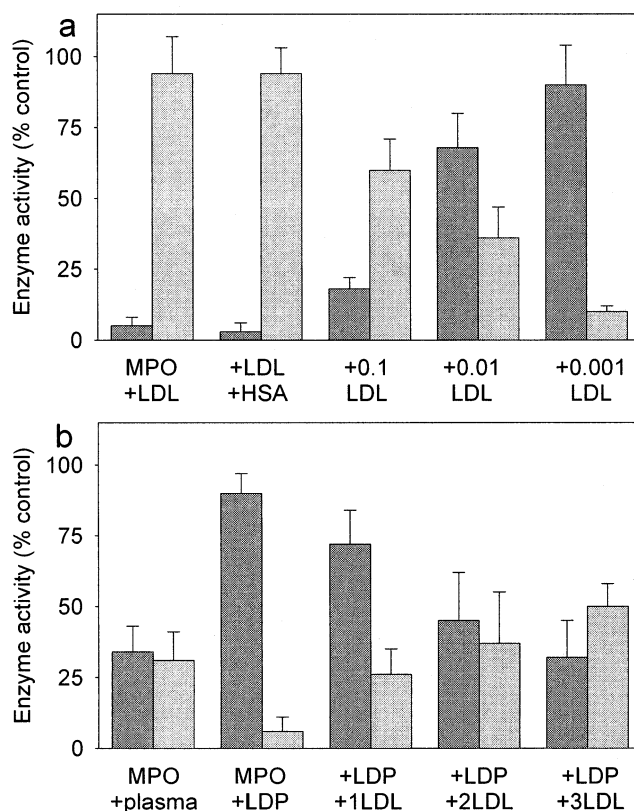 a
Enzyme activity (% control)
100
75
50
25
0
MPO +LDL +0.1 +0.01 +0.001
+LDL +HSA LDL LDL LDL
b
Enzyme activity (% control)
100
75
50
25
0
MPO MPO +LDP +LDP +LDP
+plasma +LDP +1LDL +2LDL +3LDL